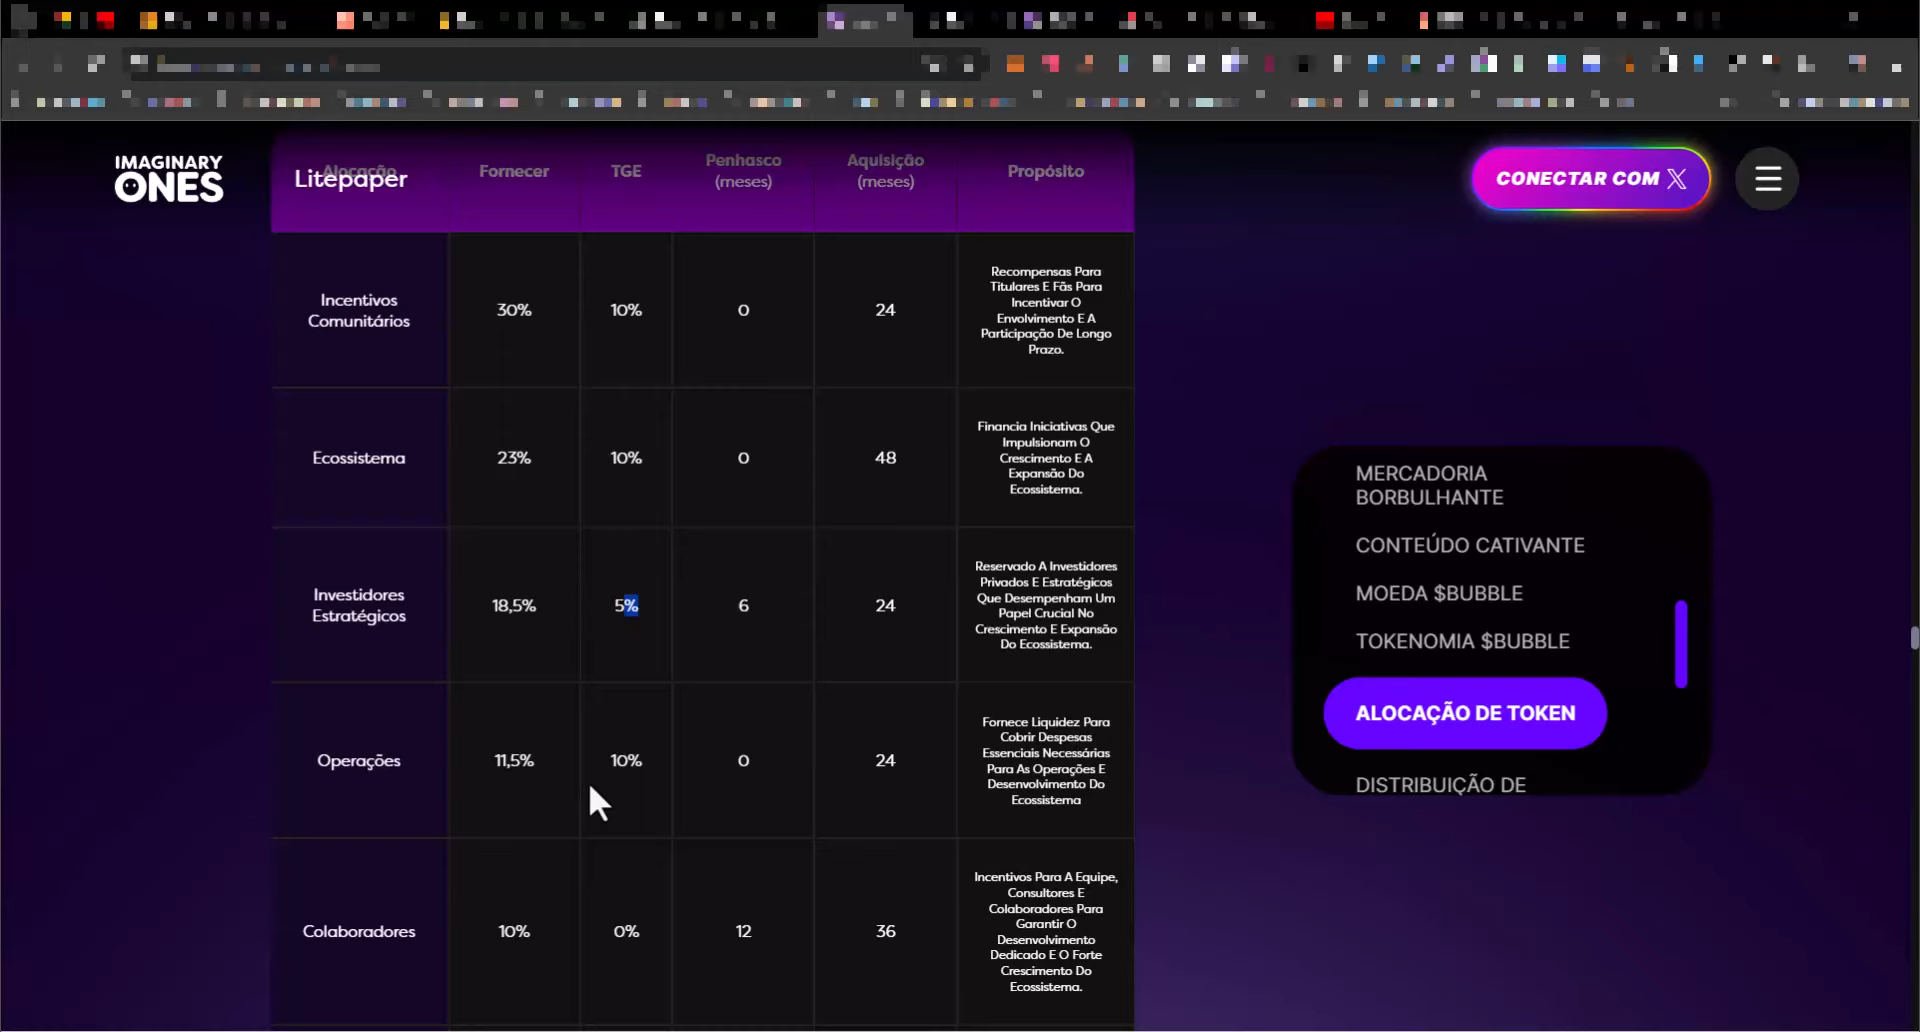 IMAGINARY
ONES
Litepaper
Alocação
Fornecer
TGE
Penhasco
(meses)
Aquisição
(meses)
Propósito
CONECTAR COM X
Incentivos
Comunitários
30%
10%
0
24
Recompensas Para
Titulares E Fãs Para
Incentivar O
Envolvimento E A
Participação De Longo
Prazo.
Ecossistema
23%
10%
0
48
Financia Iniciativas Que
Impulsionam O
Crescimento E A
Expansão Do
Ecossistema.
Investidores
Estratégicos
18,5%
5%
6
24
Reservado A Investidores
Privados E Estratégicos
Que Desempenham Um
Papel Crucial No
Crescimento E Expansão
Do Ecossistema.
Operações
11,5%
10%
0
24
Fornece Liquidez Para
Cobrir Despesas
Essenciais Necessárias
Para As Operações E
Desenvolvimento Do
Ecossistema
Colaboradores
10%
0%
12
36
Incentivos Para A Equipe,
Consultores E
Colaboradores Para
Garantir O
Desenvolvimento
Dedicado E O Forte
Crescimento Do
Ecossistema.
MERCADORIA
BORBULHANTE
CONTEÚDO CATIVANTE
MOEDA $BUBBLE
TOKENOMIA $BUBBLE
ALOCAÇÃO DE TOKEN
DISTRIBUIÇÃO DE